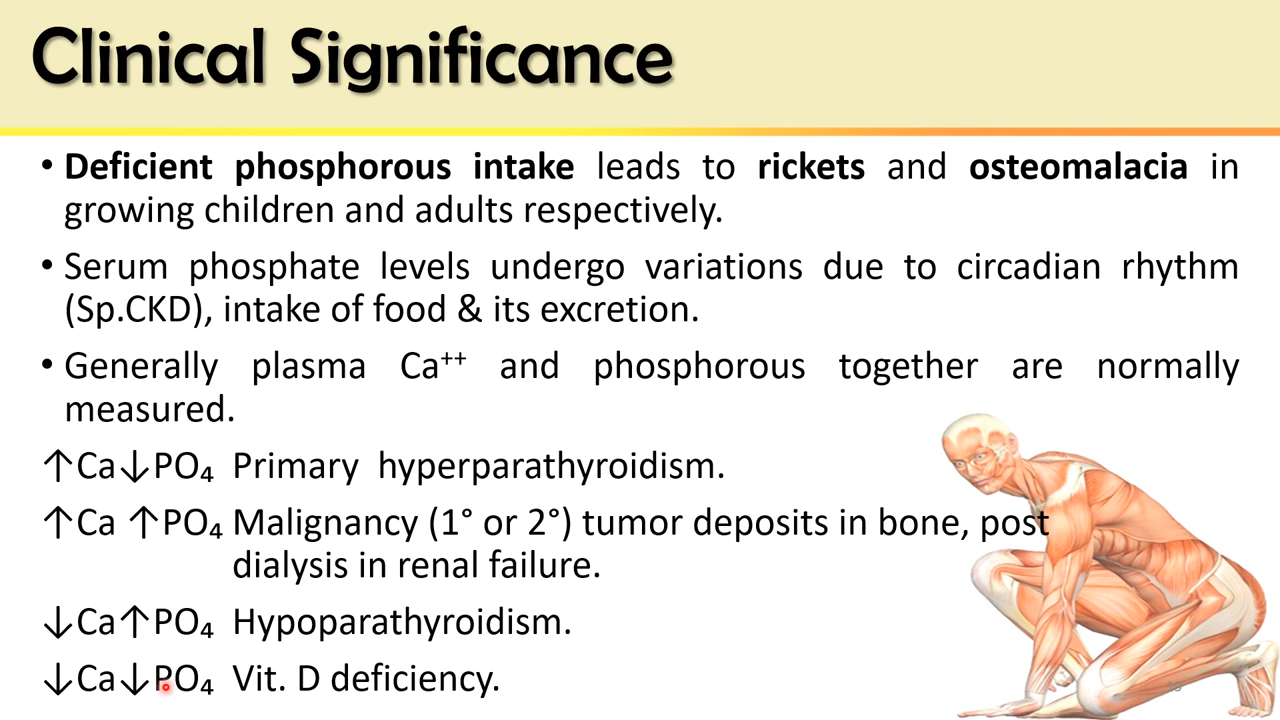 Clinical Significance
• Deficient phosphorous intake leads to rickets and osteomalacia in
growing children and adults respectively.
• Serum phosphate levels undergo variations due to circadian rhythm
(Sp.CKD), intake of food & its excretion.
• Generally plasma Ca⁺⁺ and phosphorous together are normally
measured.
↑Ca↓PO₄ Primary hyperparathyroidism.
↑Ca ↑PO₄ Malignancy (1° or 2°) tumor deposits in bone, post
dialysis in renal failure.
↓Ca↑PO₄ Hypoparathyroidism.
↓Ca↓PO₄ Vit. D deficiency.